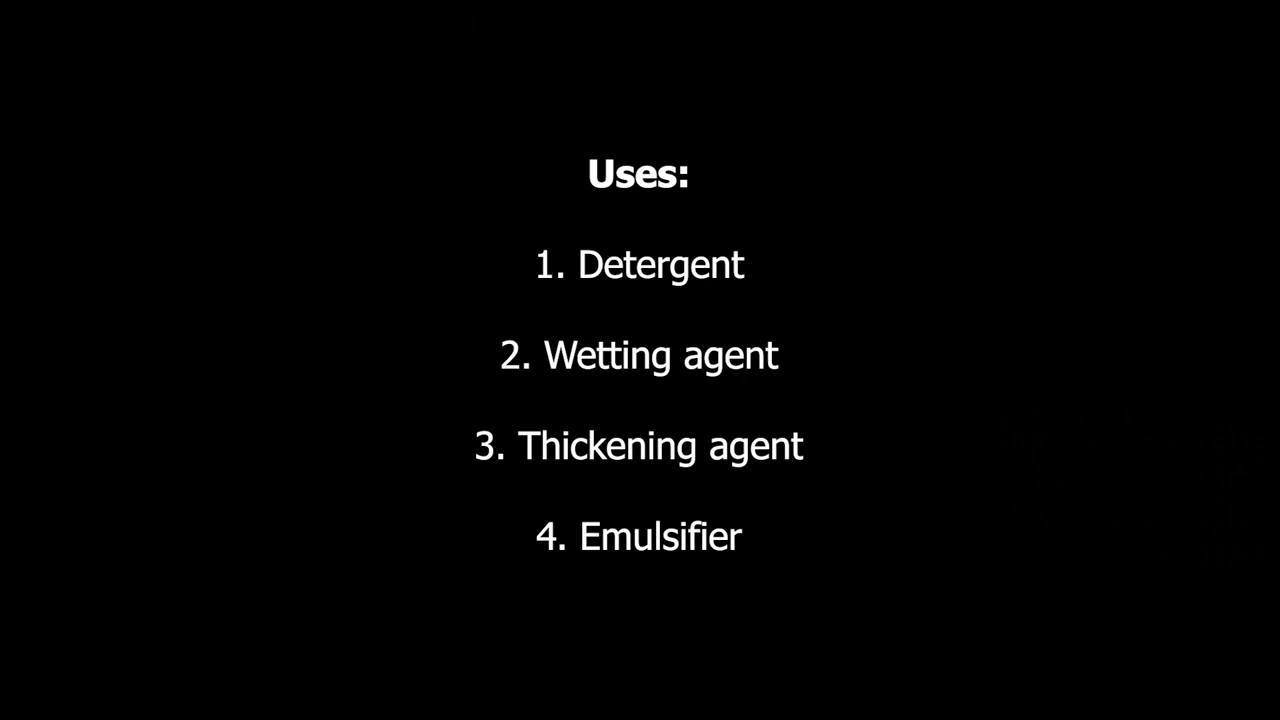 Uses:
1. Detergent
2. Wetting agent
3. Thickening agent
4. Emulsifier